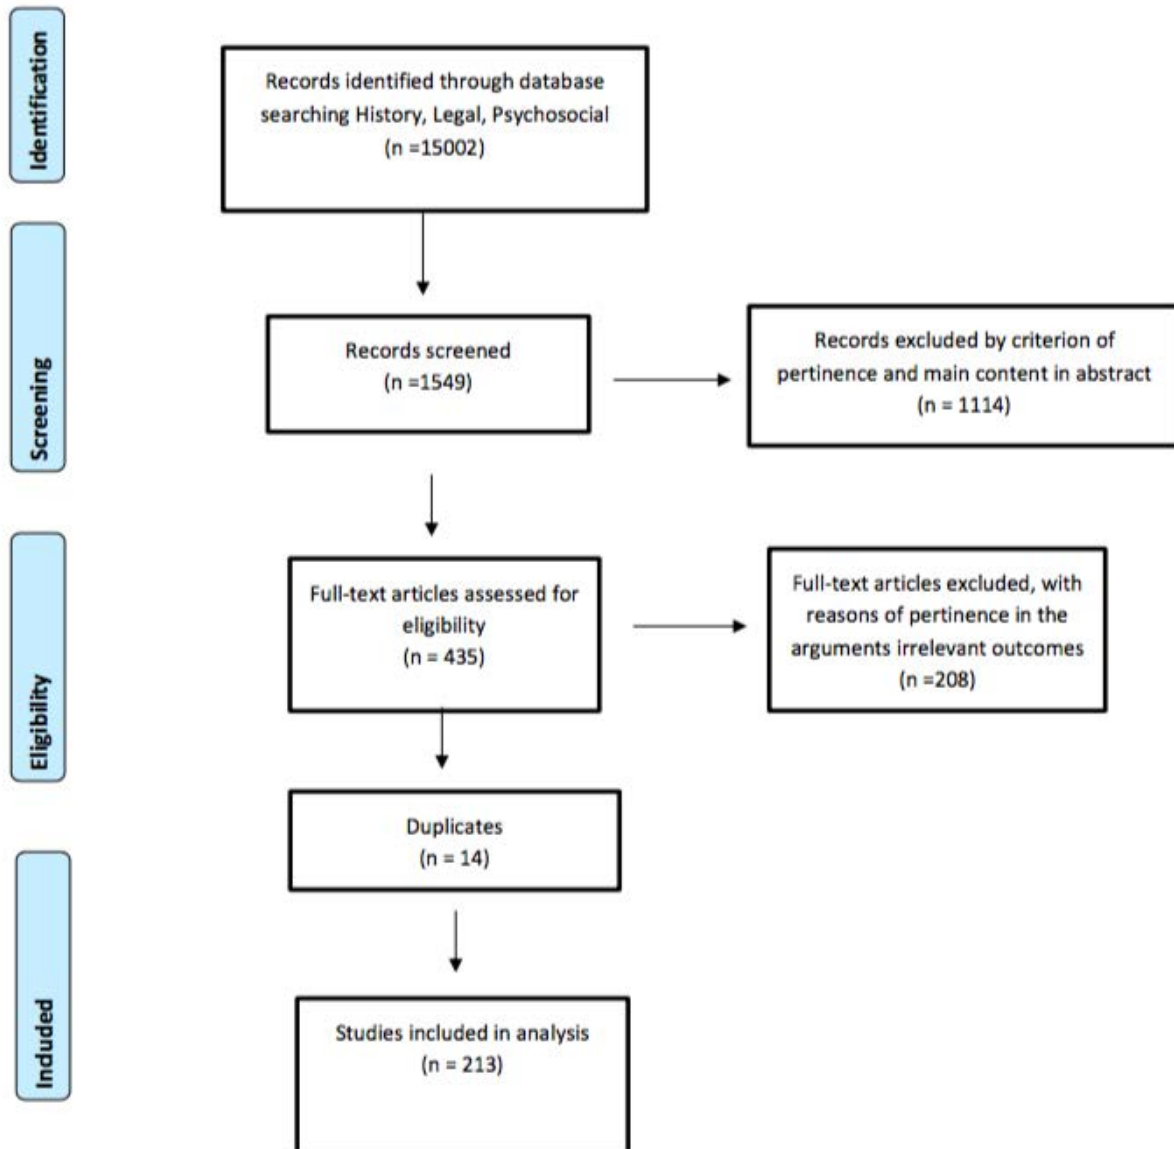 Identification
Records identified through database
searching History, Legal, Psychosocial
(n =15002)
Screening
Records screened
(n =1549)
Records excluded by criterion of
pertinence and main content in abstract
(n = 1114)
Eligibility
Full-text articles assessed for
eligibility
(n = 435)
Full-text articles excluded, with
reasons of pertinence in the
arguments irrelevant outcomes
(n =208)
Duplicates
(n = 14)
Included
Studies included in analysis
(n = 213)